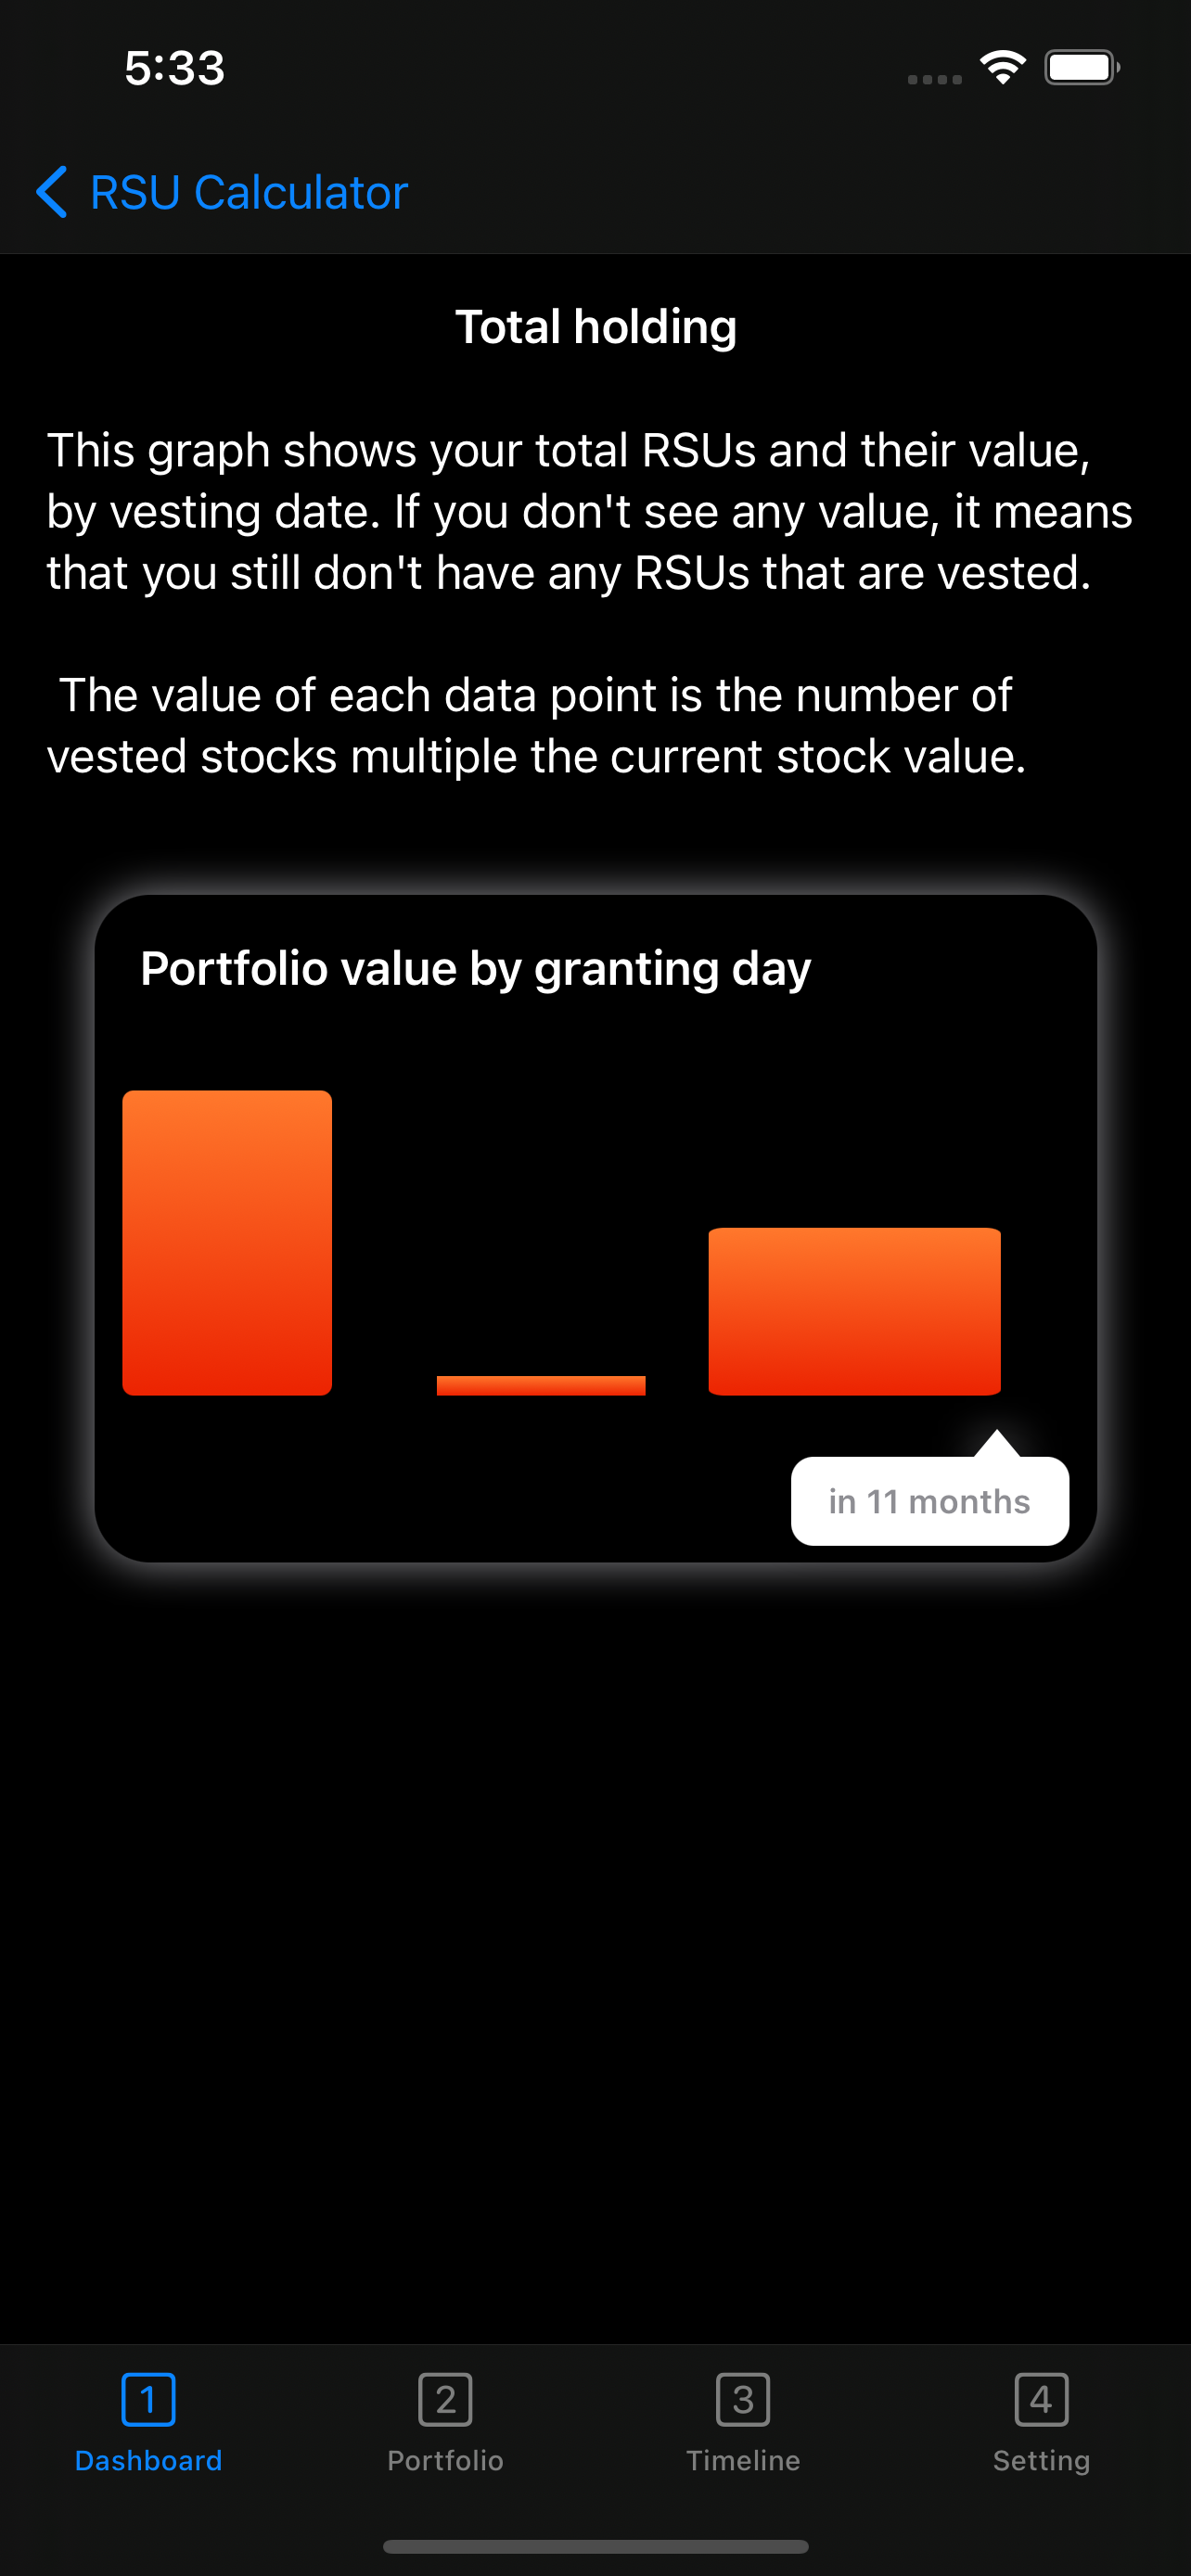 5:33
RSU Calculator
Total holding
This graph shows your total RSUs and their value,
by vesting date. If you don't see any value, it means
that you still don't have any RSUs that are vested.
The value of each data point is the number of
vested stocks multiple the current stock value.
Portfolio value by granting day
in 11 months
1 2 3 4
Dashboard Portfolio Timeline Setting